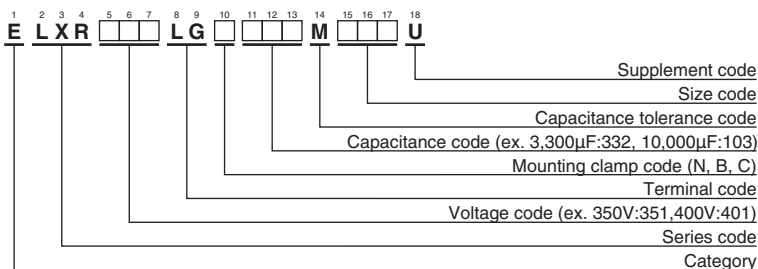 1 2 3 4 5 6 7 8 9 10 11 12 13 14 15 16 17 18
E LXR □□□ LG □ □□□ M □□□ U
Supplement code
Size code
Capacitance tolerance code
Capacitance code (ex. 3,300µF:332, 10,000µF:103)
Mounting clamp code (N, B, C)
Terminal code
Voltage code (ex. 350V:351,400V:401)
Series code
Category